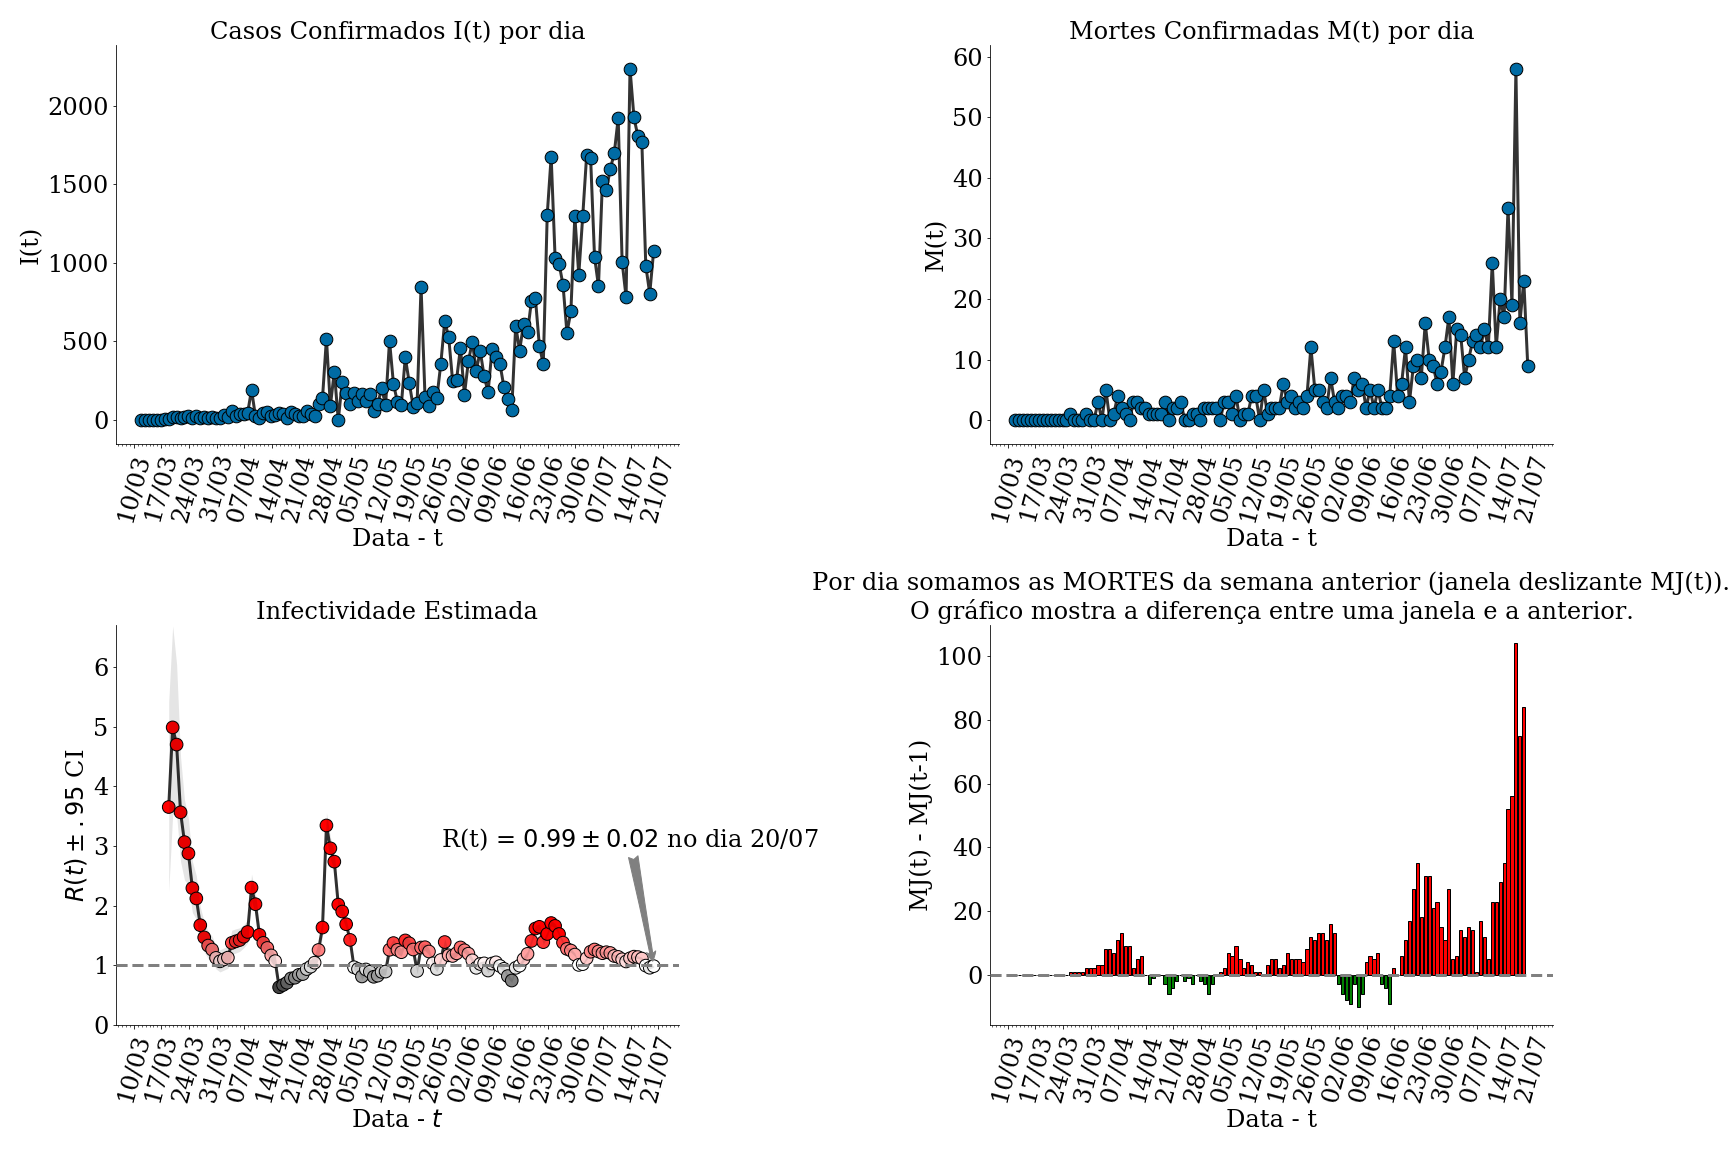 Casos Confirmados I(t) por dia
I(t)
2000
1500
1000
500
0
10/03 17/03 24/03 31/03 07/04 14/04 21/04 28/04 05/05 12/05 19/05 26/05 02/06 09/06 16/06 23/06 30/06 07/07 14/07 21/07
Data - t
Mortes Confirmadas M(t) por dia
M(t)
60
50
40
30
20
10
0
10/03 17/03 24/03 31/03 07/04 14/04 21/04 28/04 05/05 12/05 19/05 26/05 02/06 09/06 16/06 23/06 30/06 07/07 14/07 21/07
Data - t
Infectividade Estimada
R(t) ± .95 CI
6
5
4
3
2
1
0
R(t) = 0.99 ± 0.02 no dia 20/07
10/03 17/03 24/03 31/03 07/04 14/04 21/04 28/04 05/05 12/05 19/05 26/05 02/06 09/06 16/06 23/06 30/06 07/07 14/07 21/07
Data - t
Por dia somamos as MORTES da semana anterior (janela deslizante MJ(t)).
O gráfico mostra a diferença entre uma janela e a anterior.
MJ(t) - MJ(t-1)
100
80
60
40
20
0
10/03 17/03 24/03 31/03 07/04 14/04 21/04 28/04 05/05 12/05 19/05 26/05 02/06 09/06 16/06 23/06 30/06 07/07 14/07 21/07
Data - t